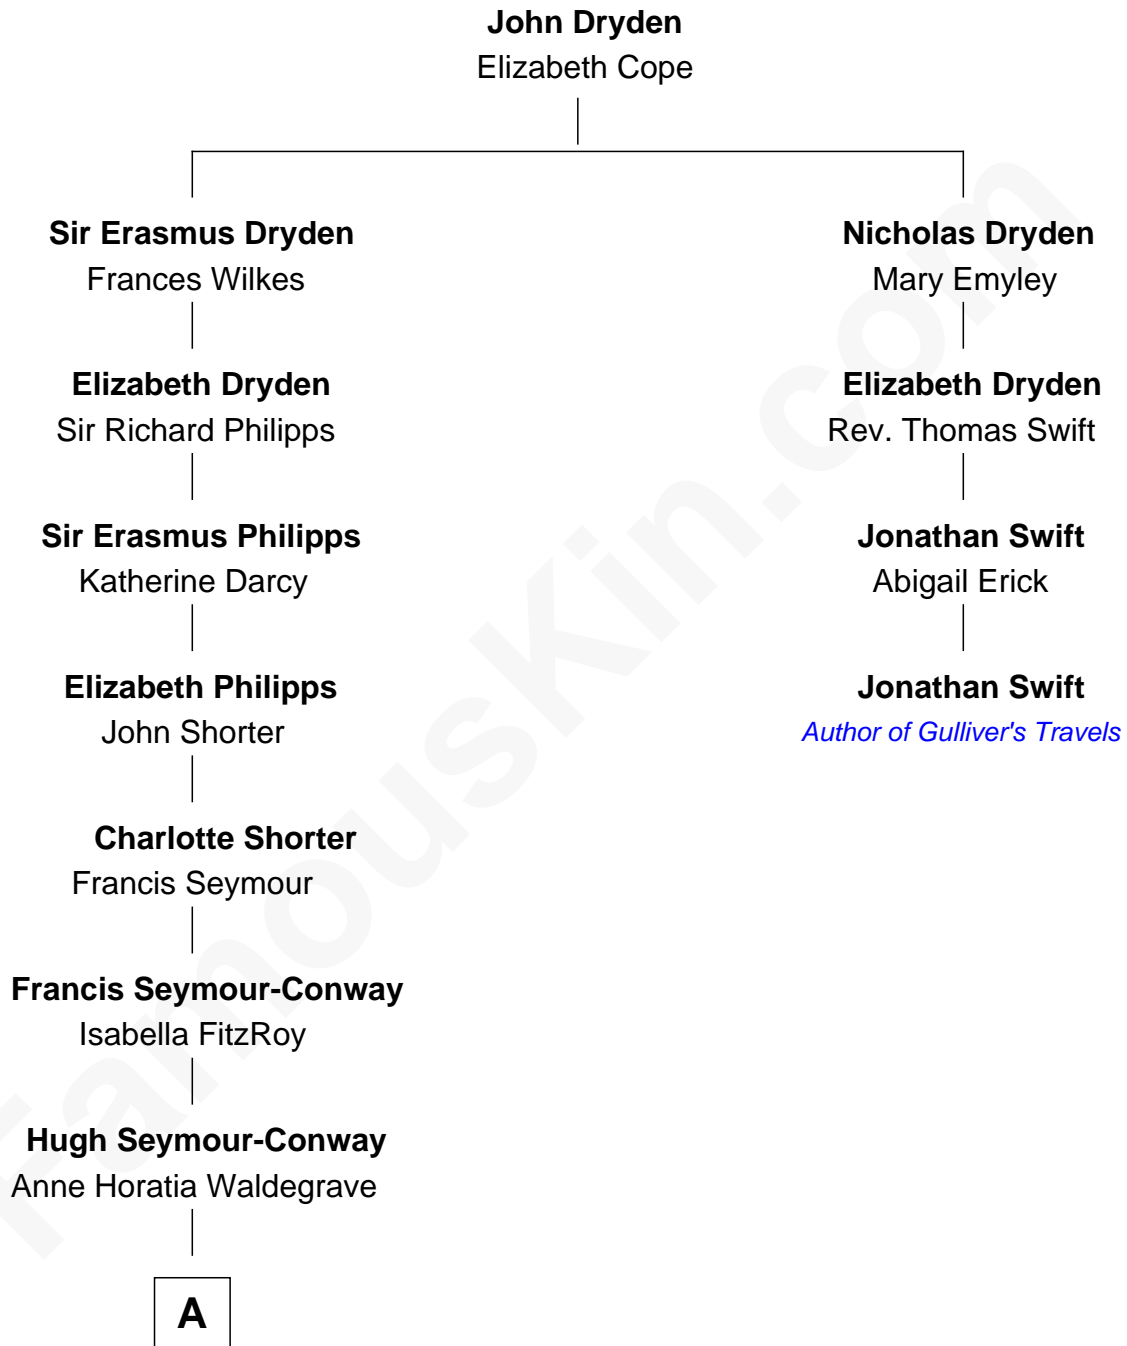 John Dryden
Elizabeth Cope
Sir Erasmus Dryden
Frances Wilkes
Nicholas Dryden
Mary Emyley
Elizabeth Dryden
Sir Richard Philipps
Elizabeth Dryden
Rev. Thomas Swift
Sir Erasmus Philipps
Katherine Darcy
Jonathan Swift
Abigail Erick
Elizabeth Philipps
John Shorter
Jonathan Swift
Author of Gulliver's Travels
Charlotte Shorter
Francis Seymour
Francis Seymour-Conway
Isabella FitzRoy
Hugh Seymour-Conway
Anne Horatia Waldegrave
A
FamousKin.com